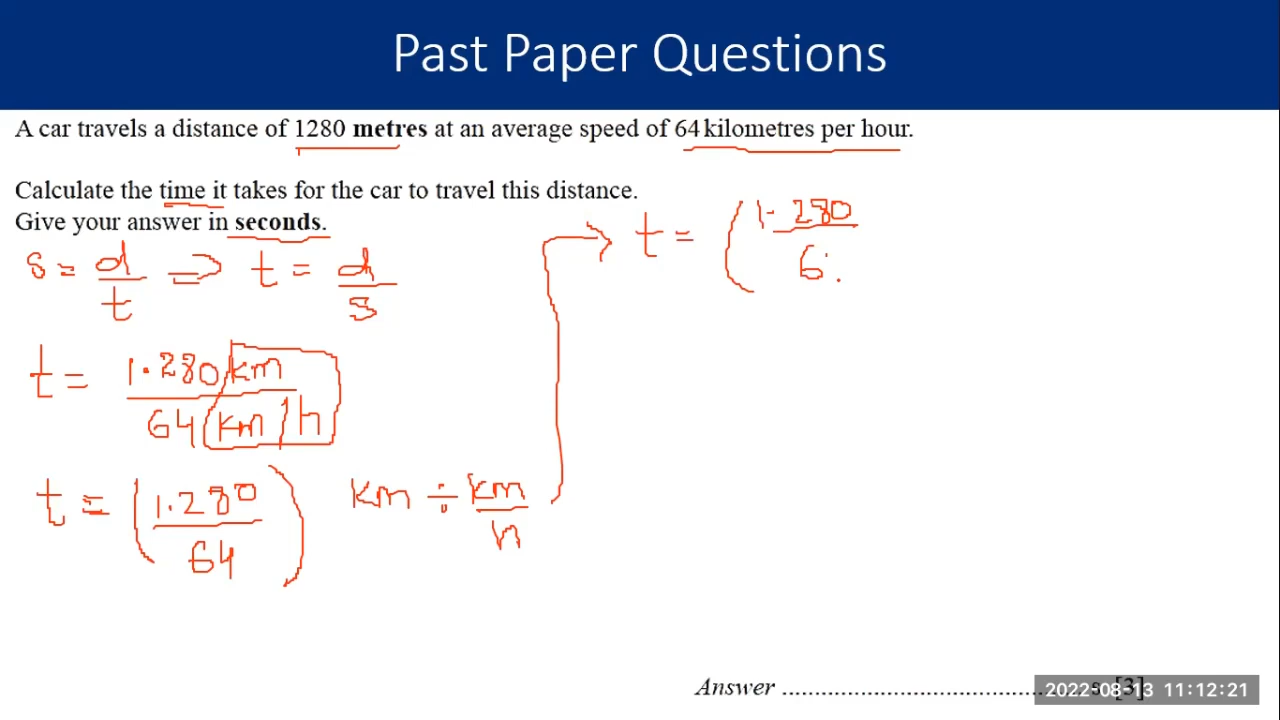 Past Paper Questions
A car travels a distance of 1280 metres at an average speed of 64 kilometres per hour.
Calculate the time it takes for the car to travel this distance.
Give your answer in seconds.
s = d/t ⇒ t = d/s
t = 1.280 km / 64 km/h
t = (1.280/64) km ÷ km/h
t = (1.280/6
Answer ............................................ s [3]
2022-08-13 11:12:21